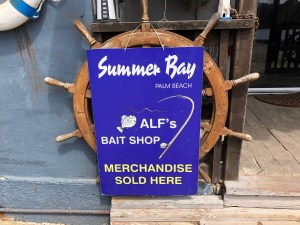 Summer Bay
PALM BEACH
ALF's
BAIT SHOP
MERCHANDISE
SOLD HERE